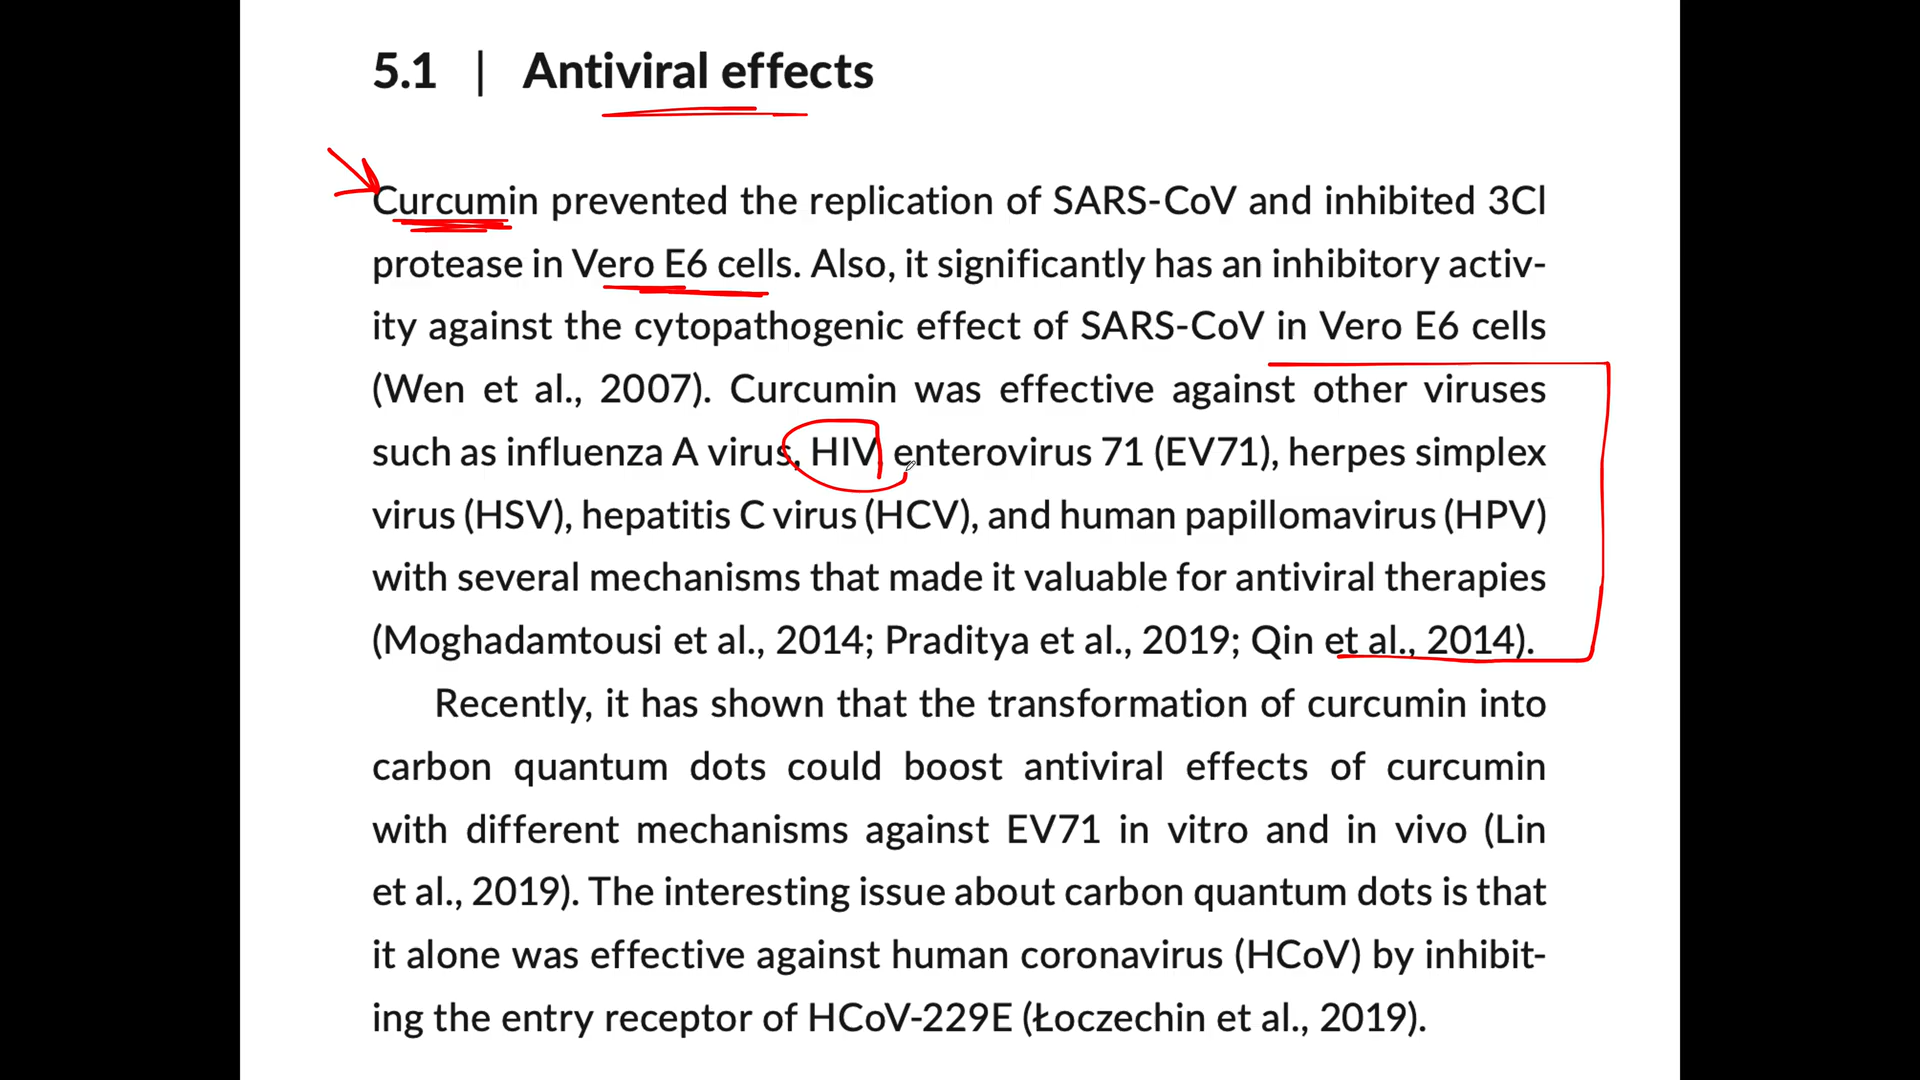 5.1 | Antiviral effects
Curcumin prevented the replication of SARS-CoV and inhibited 3Cl
protease in Vero E6 cells. Also, it significantly has an inhibitory activ-
ity against the cytopathogenic effect of SARS-CoV in Vero E6 cells
(Wen et al., 2007). Curcumin was effective against other viruses
such as influenza A virus, HIV, enterovirus 71 (EV71), herpes simplex
virus (HSV), hepatitis C virus (HCV), and human papillomavirus (HPV)
with several mechanisms that made it valuable for antiviral therapies
(Moghadamtousi et al., 2014; Praditya et al., 2019; Qin et al., 2014).
Recently, it has shown that the transformation of curcumin into
carbon quantum dots could boost antiviral effects of curcumin
with different mechanisms against EV71 in vitro and in vivo (Lin
et al., 2019). The interesting issue about carbon quantum dots is that
it alone was effective against human coronavirus (HCoV) by inhibit-
ing the entry receptor of HCoV-229E (Łoczechin et al., 2019).